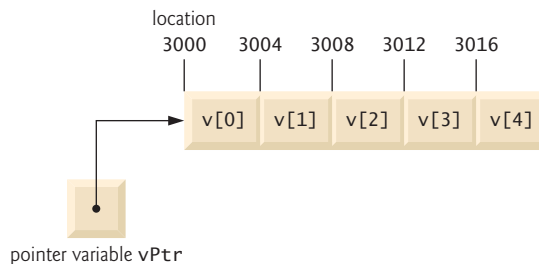 location
3000 3004 3008 3012 3016
v[0] v[1] v[2] v[3] v[4]
pointer variable vPtr